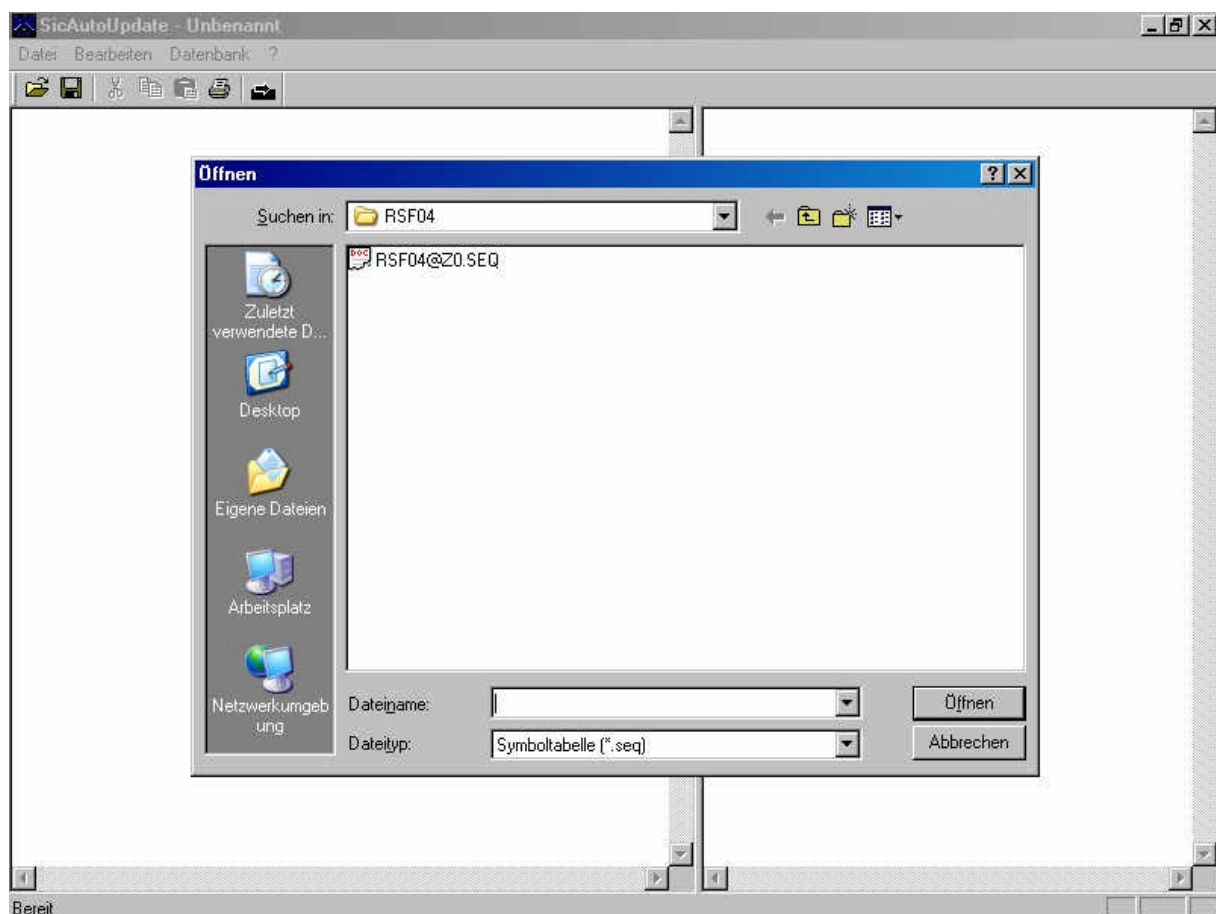 SicAutoUpdate - Unbenannt
Datei Bearbeiten Datenbank ?
Öffnen
Suchen in: RSF04
RSF04@Z0.SEQ
Zuletzt
verwendete D...
Desktop
Eigene Dateien
Arbeitsplatz
Netzwerkumgeb
ung
Dateiname:
Öffnen
Dateityp: Symboltabelle (*.seq)
Abbrechen
Bereit